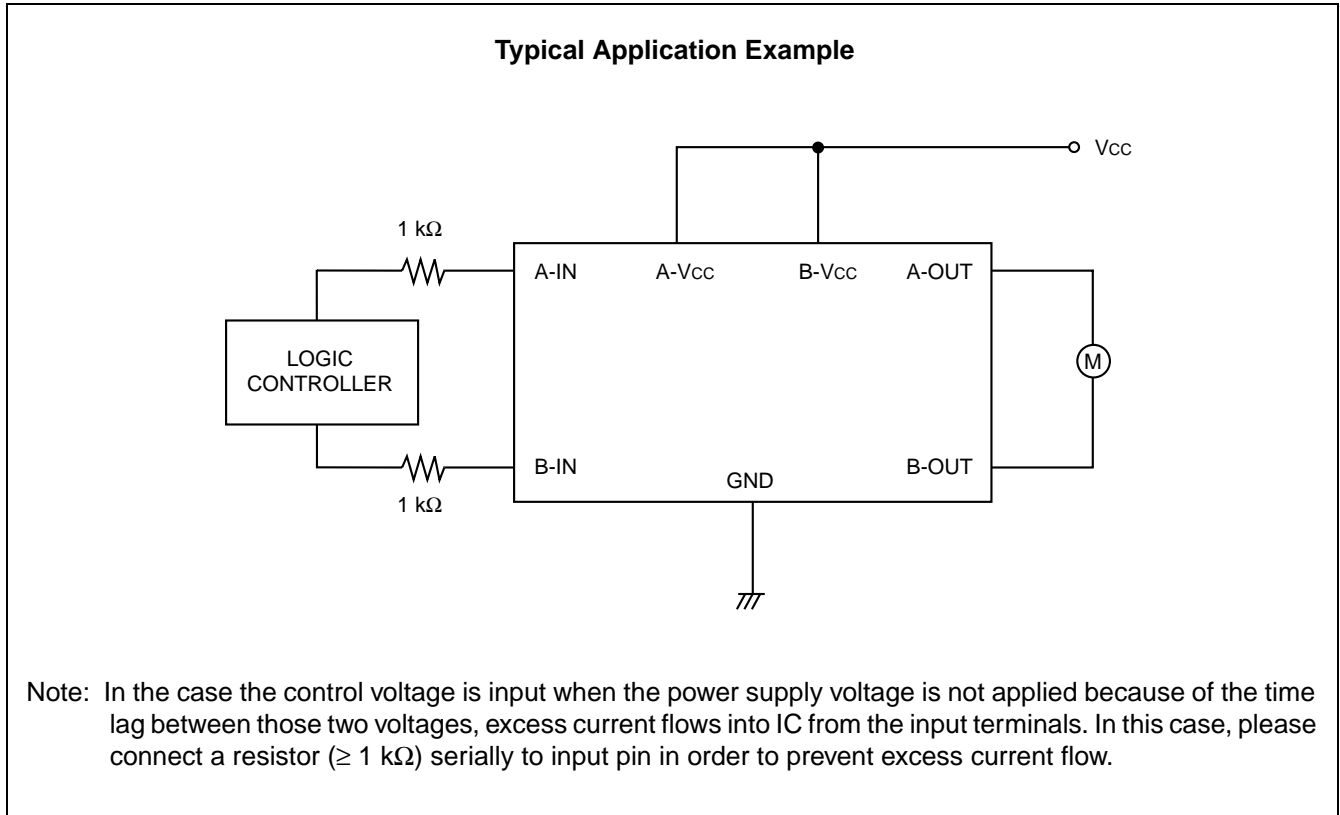 Typical Application Example
Vcc
1 kΩ
A-IN
A-Vcc
B-Vcc
A-OUT
LOGIC
CONTROLLER
M
B-IN
GND
B-OUT
1 kΩ
Note: In the case the control voltage is input when the power supply voltage is not applied because of the time
lag between those two voltages, excess current flows into IC from the input terminals. In this case, please
connect a resistor (≥ 1 kΩ) serially to input pin in order to prevent excess current flow.